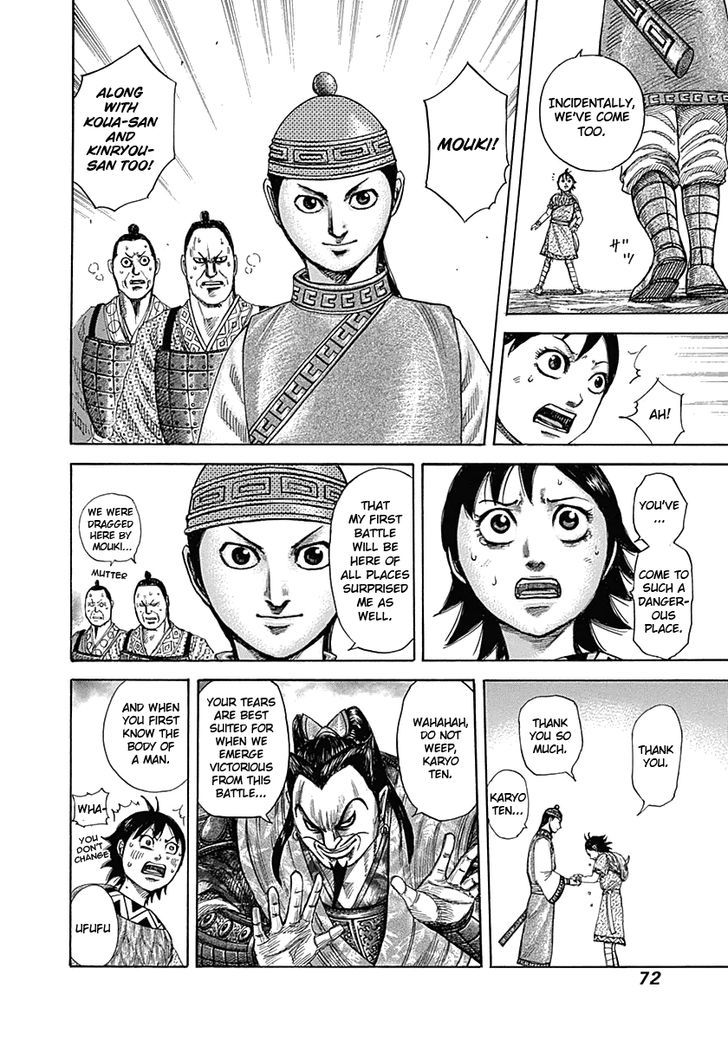 INCIDENTALLY,
WE'VE COME
TOO.
ザ゛ッ
AH!
MOUKI!
ALONG
WITH
KOUA-SAN
AND
KINRYOU-
SAN TOO!
YOU'VE
...
COME TO
SUCH A
DANGER-
OUS
PLACE.
THAT
MY FIRST
BATTLE
WILL BE
HERE OF
ALL PLACES
SURPRISED
ME AS
WELL.
WE WERE
DRAGGED
HERE BY
MOUKI...
MUTTER
THANK
YOU.
THANK
YOU SO
MUCH.
KARYO
TEN...
WAHAHAH,
DO NOT
WEEP,
KARYO
TEN.
YOUR TEARS
ARE BEST
SUITED FOR
WHEN WE
EMERGE
VICTORIOUS
FROM THIS
BATTLE...
AND WHEN
YOU FIRST
KNOW THE
BODY OF
A MAN.
WHA-
YOU
DON'T
CHANGE
UFUFU
72